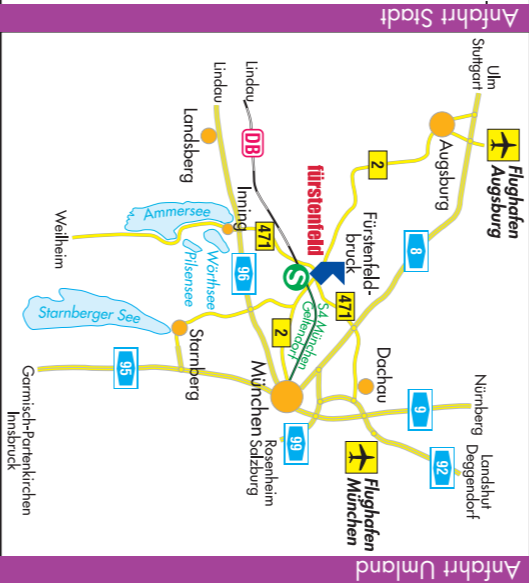 Anfahrt Stadt
Ulm
Stuttgart
Flughafen
Augsburg
Augsburg
2
8
Lindau
Lindau
DB
Landsberg
fürstenfeld
Fürstenfeld-
bruck
Inning
471
471
Ammersee
Wörthsee
Pilsensee
Weilheim
96
S
S4 München
Geltendorf
2
Starnberger See
Starnberg
Dachau
München
9
Nürnberg
Landshut
Deggendorf
92
99
Rosenheim
Salzburg
Flughafen
München
95
Garmisch-Partenkirchen
Innsbruck
Anfahrt Umland